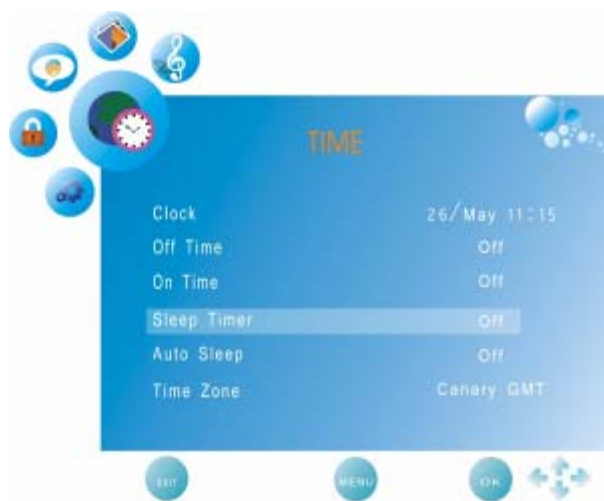 TIME
Clock 26/May 11:15
Off Time Off
On Time Off
Sleep Timer Off
Auto Sleep Off
Time Zone Canary GMT
EXIT MENU OK